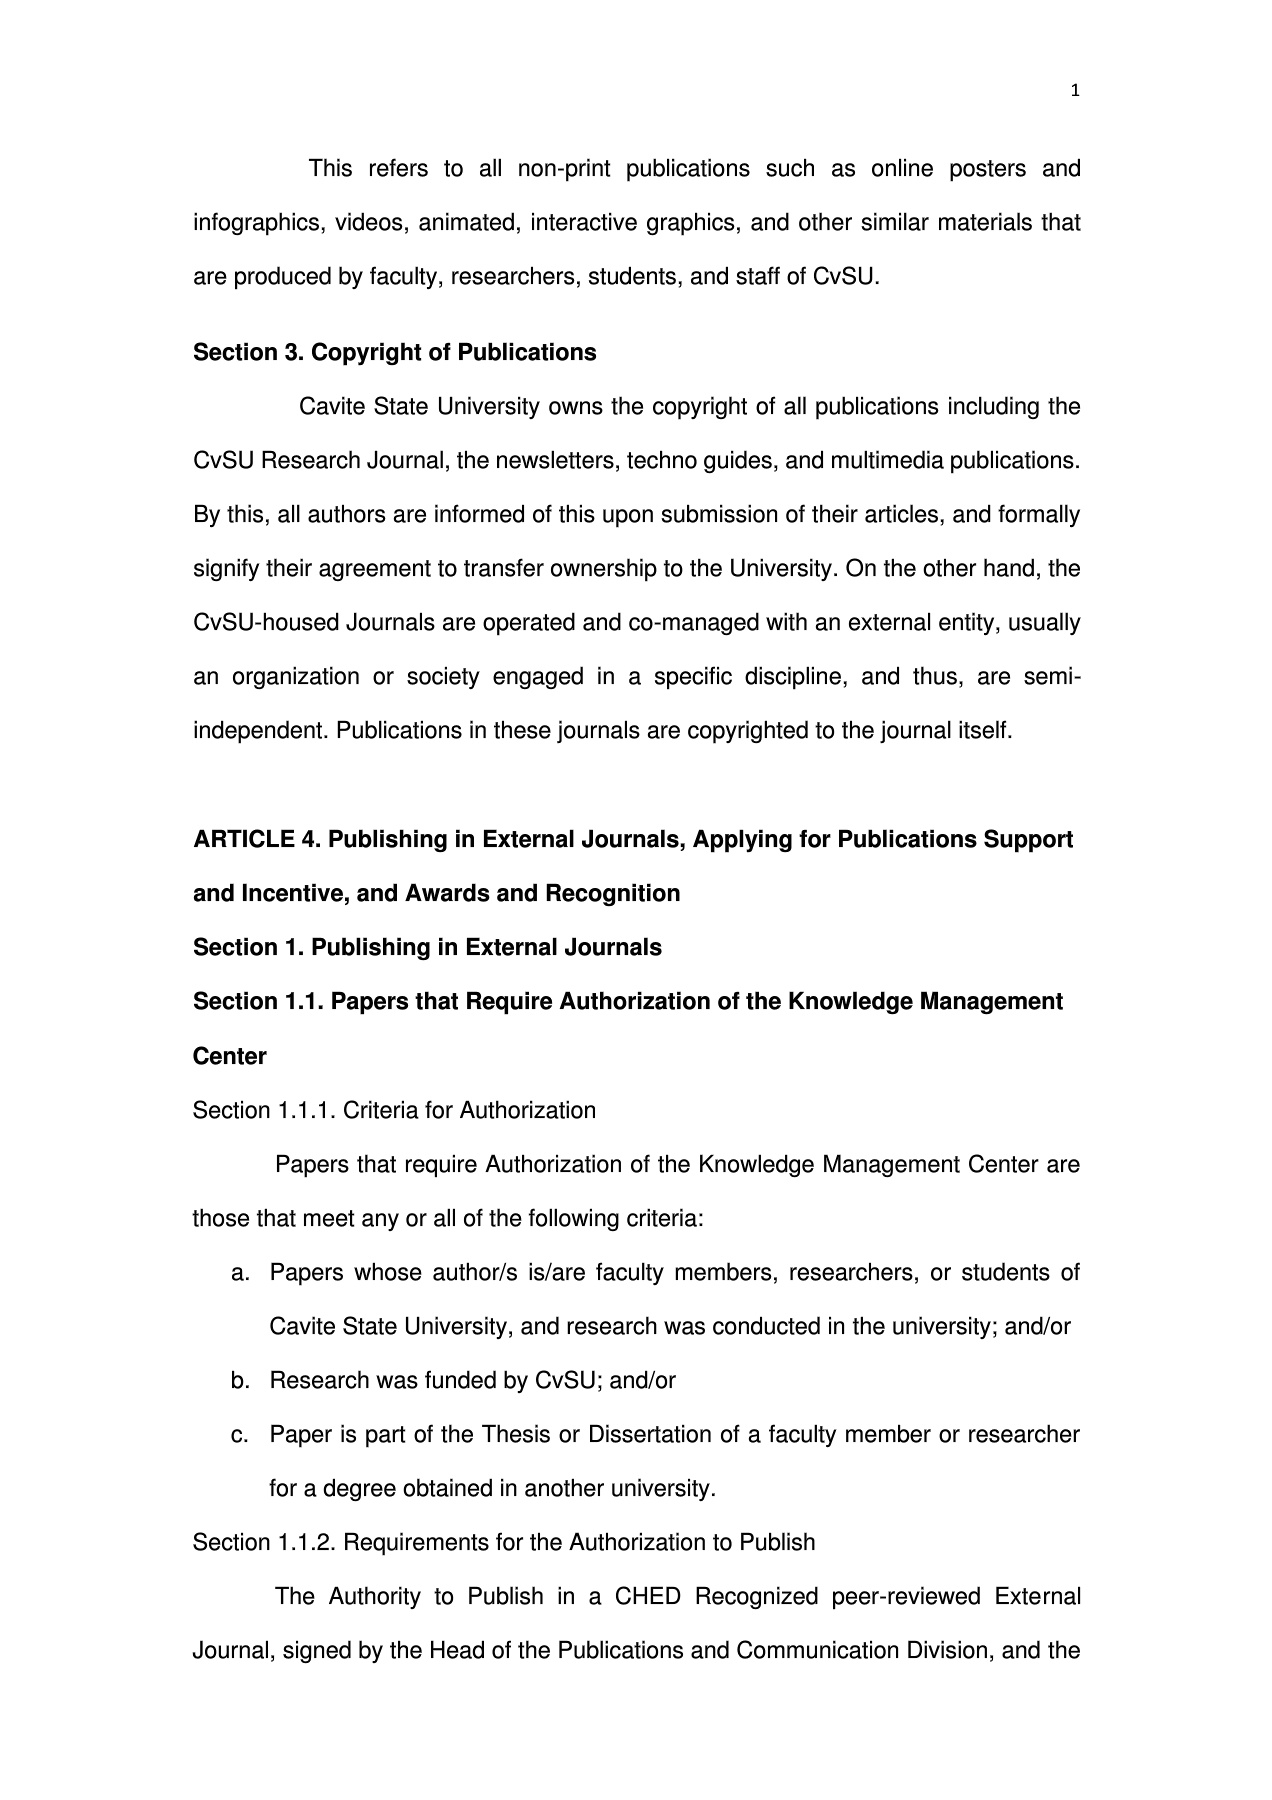 1
This refers to all non-print publications such as online posters and
infographics, videos, animated, interactive graphics, and other similar materials that
are produced by faculty, researchers, students, and staff of CvSU.
Section 3. Copyright of Publications
Cavite State University owns the copyright of all publications including the
CvSU Research Journal, the newsletters, techno guides, and multimedia publications.
By this, all authors are informed of this upon submission of their articles, and formally
signify their agreement to transfer ownership to the University. On the other hand, the
CvSU-housed Journals are operated and co-managed with an external entity, usually
an organization or society engaged in a specific discipline, and thus, are semi-
independent. Publications in these journals are copyrighted to the journal itself.
ARTICLE 4. Publishing in External Journals, Applying for Publications Support
and Incentive, and Awards and Recognition
Section 1. Publishing in External Journals
Section 1.1. Papers that Require Authorization of the Knowledge Management
Center
Section 1.1.1. Criteria for Authorization
Papers that require Authorization of the Knowledge Management Center are
those that meet any or all of the following criteria:
a. Papers whose author/s is/are faculty members, researchers, or students of
Cavite State University, and research was conducted in the university; and/or
b. Research was funded by CvSU; and/or
c. Paper is part of the Thesis or Dissertation of a faculty member or researcher
for a degree obtained in another university.
Section 1.1.2. Requirements for the Authorization to Publish
The Authority to Publish in a CHED Recognized peer-reviewed External
Journal, signed by the Head of the Publications and Communication Division, and the